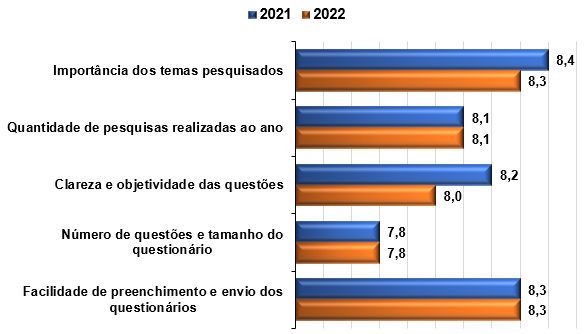 2021 2022
Importância dos temas pesquisados
8,4
8,3
Quantidade de pesquisas realizadas ao ano
8,1
8,1
Clareza e objetividade das questões
8,2
8,0
Número de questões e tamanho do
questionário
7,8
7,8
Facilidade de preenchimento e envio dos
questionários
8,3
8,3